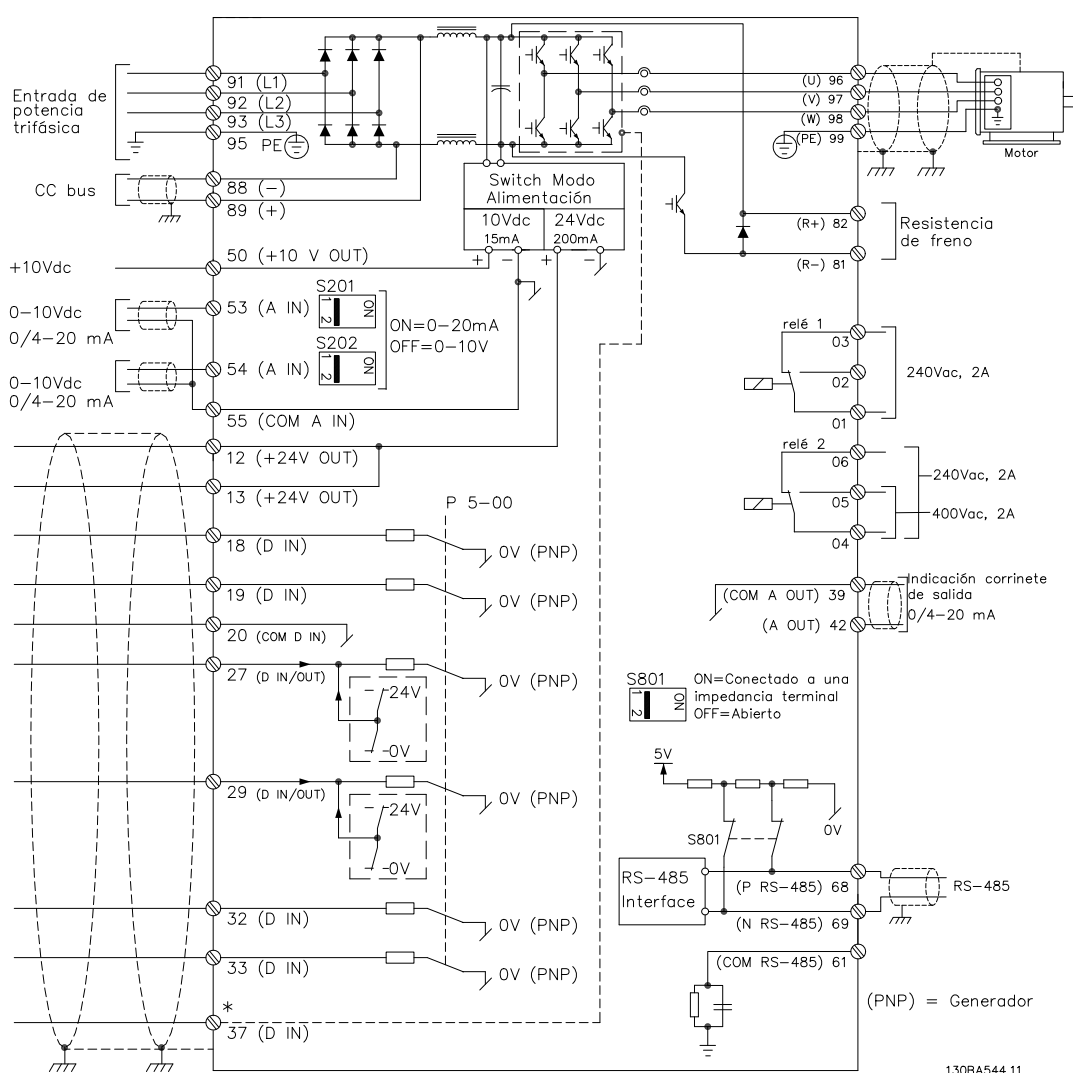 Entrada de
potencia
trifásica
91 (L1)
92 (L2)
93 (L3)
95 PE
CC bus
88 (−)
89 (+)
+10Vdc
50 (+10 V OUT)
0−10Vdc
0/4−20 mA
53 (A IN)
S201
1 2
ON
0−10Vdc
0/4−20 mA
54 (A IN)
S202
1 2
ON
ON=0−20mA
OFF=0−10V
55 (COM A IN)
12 (+24V OUT)
13 (+24V OUT)
P 5−00
18 (D IN)
0V (PNP)
19 (D IN)
0V (PNP)
20 (COM D IN)
27 (D IN/OUT)
0V (PNP)
24V
0V
29 (D IN/OUT)
0V (PNP)
24V
0V
32 (D IN)
0V (PNP)
33 (D IN)
0V (PNP)
*
37 (D IN)
Switch Modo
Alimentación
10Vdc
15mA
24Vdc
200mA
+ − + −
(U) 96
(V) 97
(W) 98
(PE) 99
Motor
(R+) 82
(R−) 81
Resistencia
de freno
relé 1
03
02
01
240Vac, 2A
relé 2
06
05
04
240Vac, 2A
400Vac, 2A
(COM A OUT) 39
(A OUT) 42
Indicación corrinete
de salida
0/4−20 mA
S801
1 2
ON
ON=Conectado a una
impedancia terminal
OFF=Abierto
5V
S801
0V
RS−485
Interface
(P RS−485) 68
(N RS−485) 69
(COM RS−485) 61
RS−485
(PNP) = Generador
130BA544.11